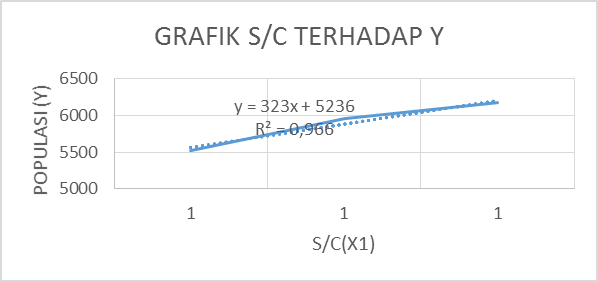 GRAFIK S/C TERHADAP Y
6500
6000
5500
5000
POPULASI (Y)
y = 323x + 5236
R² = 0,966
1 1 1
S/C(X1)